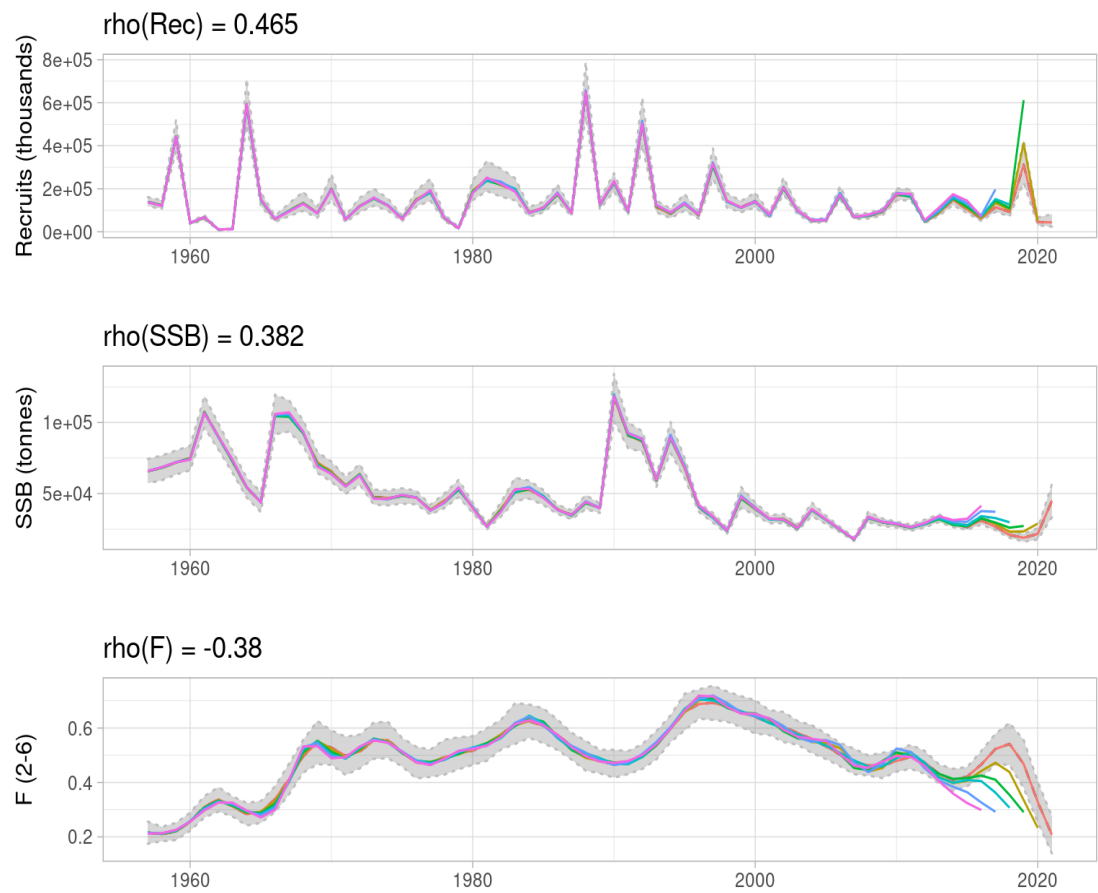 rho(Rec) = 0.465
Recruits (thousands)
8e+05
6e+05
4e+05
2e+05
0e+00
1960 1980 2000 2020
rho(SSB) = 0.382
SSB (tonnes)
1e+05
5e+04
1960 1980 2000 2020
rho(F) = -0.38
F (2-6)
0.6
0.4
0.2
1960 1980 2000 2020